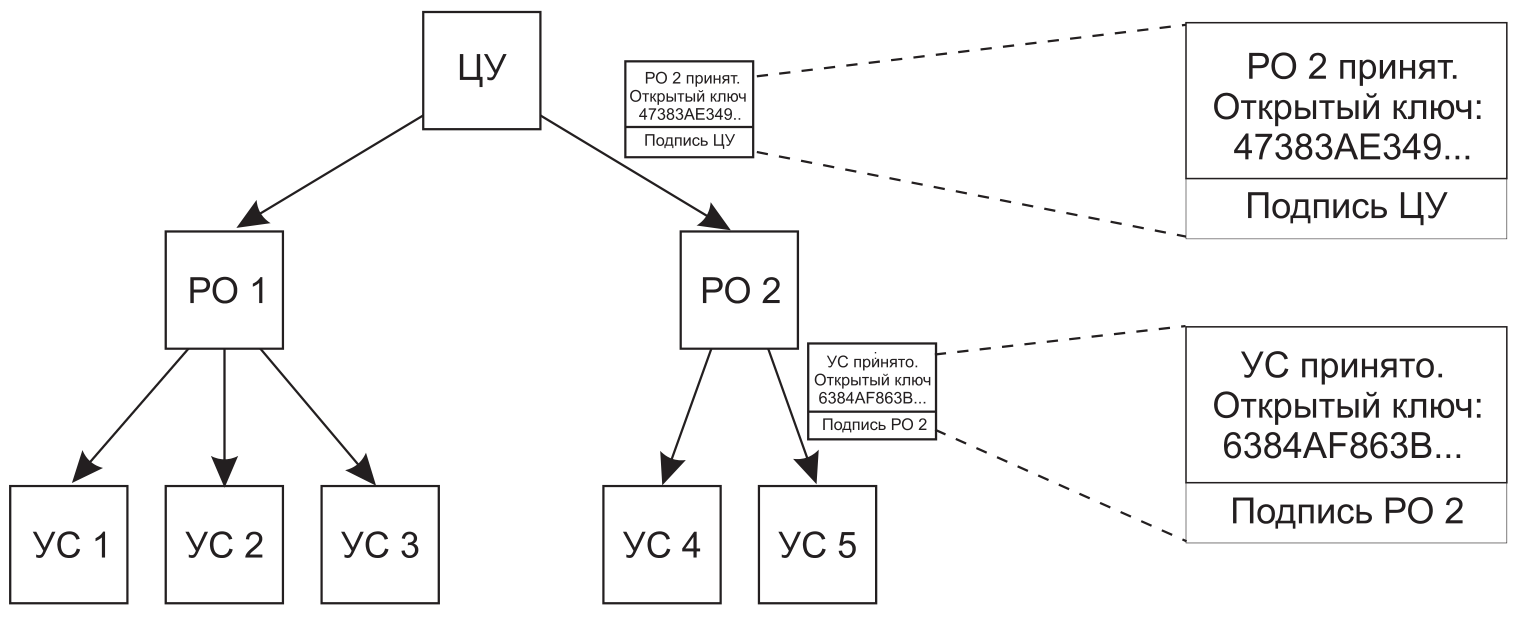 ЦУ
РО 2 принят.
Открытый ключ
47383AE349..
Подпись ЦУ
РО 2 принят.
Открытый ключ:
47383AE349...
Подпись ЦУ
РО 1
РО 2
УС принято.
Открытый ключ
6384AF863B...
Подпись РО 2
УС принято.
Открытый ключ:
6384AF863B...
Подпись РО 2
УС 1
УС 2
УС 3
УС 4
УС 5